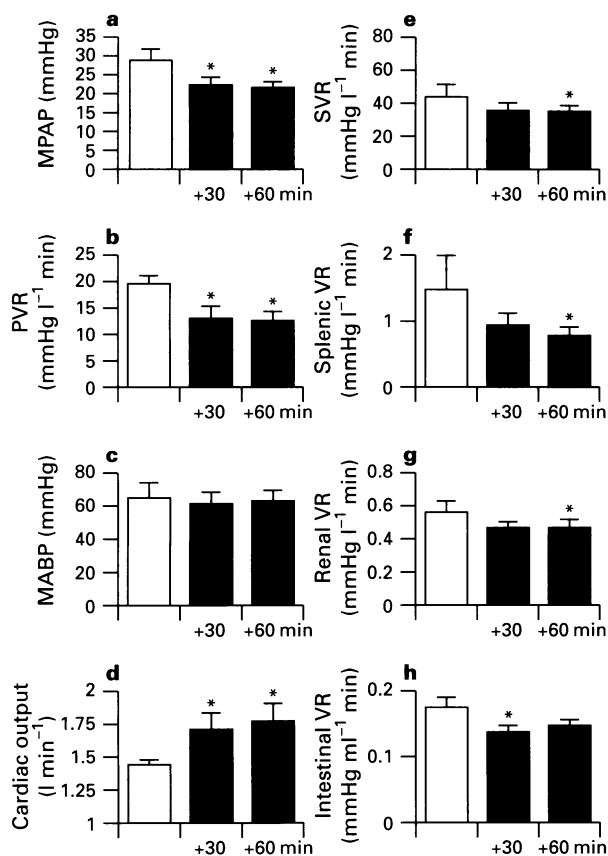 a
MPAP (mmHg)
35
30
25
20
15
10
5
0
* *
+30 +60 min
b
PVR
(mmHg l⁻¹ min)
25
20
15
10
5
0
* *
+30 +60 min
c
MABP (mmHg)
80
60
40
20
0
+30 +60 min
d
Cardiac output
(l min⁻¹)
2
1.75
1.5
1.25
1
* *
+30 +60 min
e
SVR
(mmHg l⁻¹ min)
80
60
40
20
0
*
+30 +60 min
f
Splenic VR
(mmHg l⁻¹ min)
2
1
0
*
+30 +60 min
g
Renal VR
(mmHg l⁻¹ min)
0.8
0.6
0.4
0.2
0
*
+30 +60 min
h
Intestinal VR
(mmHg ml⁻¹ min)
0.2
0.1
0
*
+30 +60 min